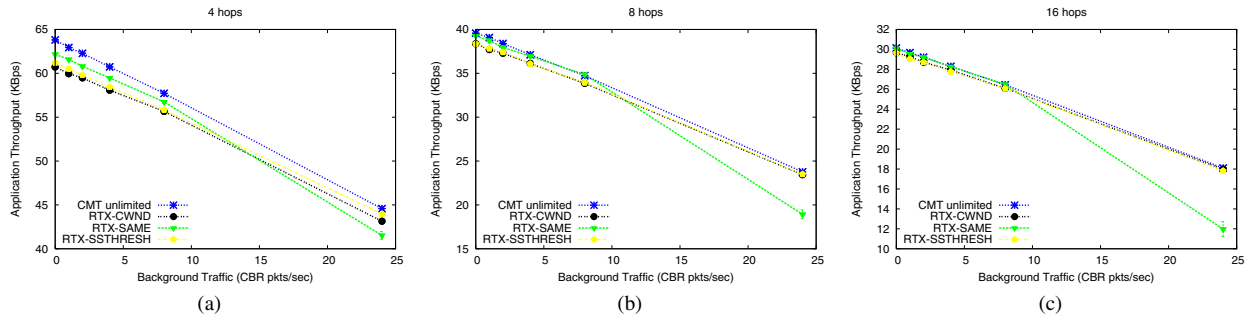 4 hops
Application Throughput (KBps)
65
60
55
50
45
40
CMT unlimited
RTX-CWND
RTX-SAME
RTX-SSTHRESH
0 5 10 15 20 25
Background Traffic (CBR pkts/sec)
(a)
8 hops
Application Throughput (KBps)
40
35
30
25
20
15
CMT unlimited
RTX-CWND
RTX-SAME
RTX-SSTHRESH
0 5 10 15 20 25
Background Traffic (CBR pkts/sec)
(b)
16 hops
Application Throughput (KBps)
32
30
28
26
24
22
20
18
16
14
12
10
CMT unlimited
RTX-CWND
RTX-SAME
RTX-SSTHRESH
0 5 10 15 20 25
Background Traffic (CBR pkts/sec)
(c)